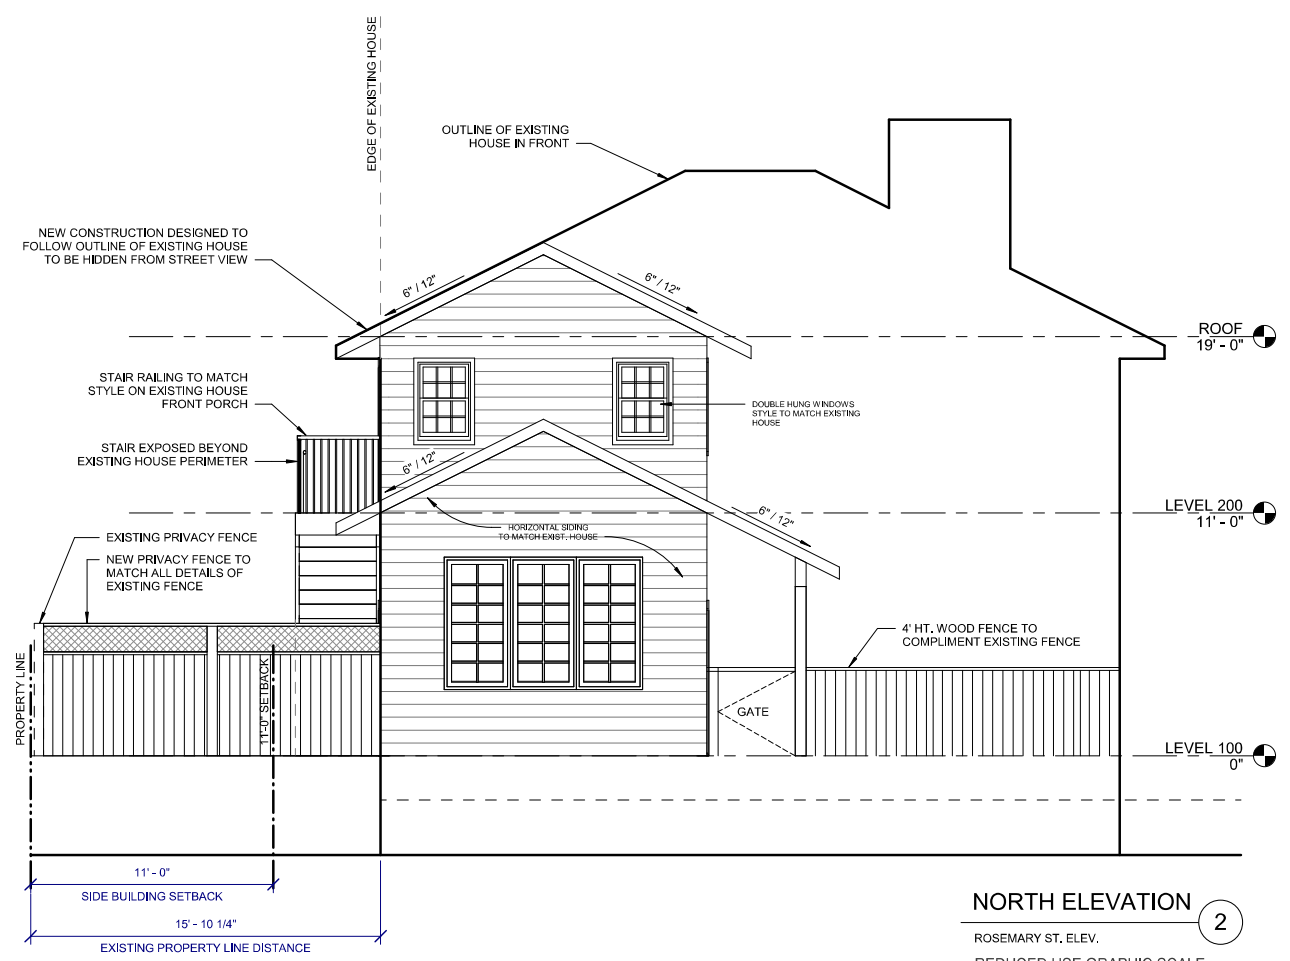 EDGE OF EXISTING HOUSE
OUTLINE OF EXISTING
HOUSE IN FRONT
NEW CONSTRUCTION DESIGNED TO
FOLLOW OUTLINE OF EXISTING HOUSE
TO BE HIDDEN FROM STREET VIEW
6" / 12"
6" / 12"
ROOF
19' - 0"
STAIR RAILING TO MATCH
STYLE ON EXISTING HOUSE
FRONT PORCH
DOUBLE HUNG WINDOWS
STYLE TO MATCH EXISTING
HOUSE
STAIR EXPOSED BEYOND
EXISTING HOUSE PERIMETER
6" / 12"
6" / 12"
LEVEL 200
11' - 0"
HORIZONTAL SIDING
TO MATCH EXIST. HOUSE
EXISTING PRIVACY FENCE
NEW PRIVACY FENCE TO
MATCH ALL DETAILS OF
EXISTING FENCE
4' HT. WOOD FENCE TO
COMPLIMENT EXISTING FENCE
PROPERTY LINE
11'-0" SETBACK
GATE
LEVEL 100
0"
11' - 0"
SIDE BUILDING SETBACK
15' - 10 1/4"
EXISTING PROPERTY LINE DISTANCE
NORTH ELEVATION
2
ROSEMARY ST. ELEV.
REDUCED USE GRAPHIC SCALE